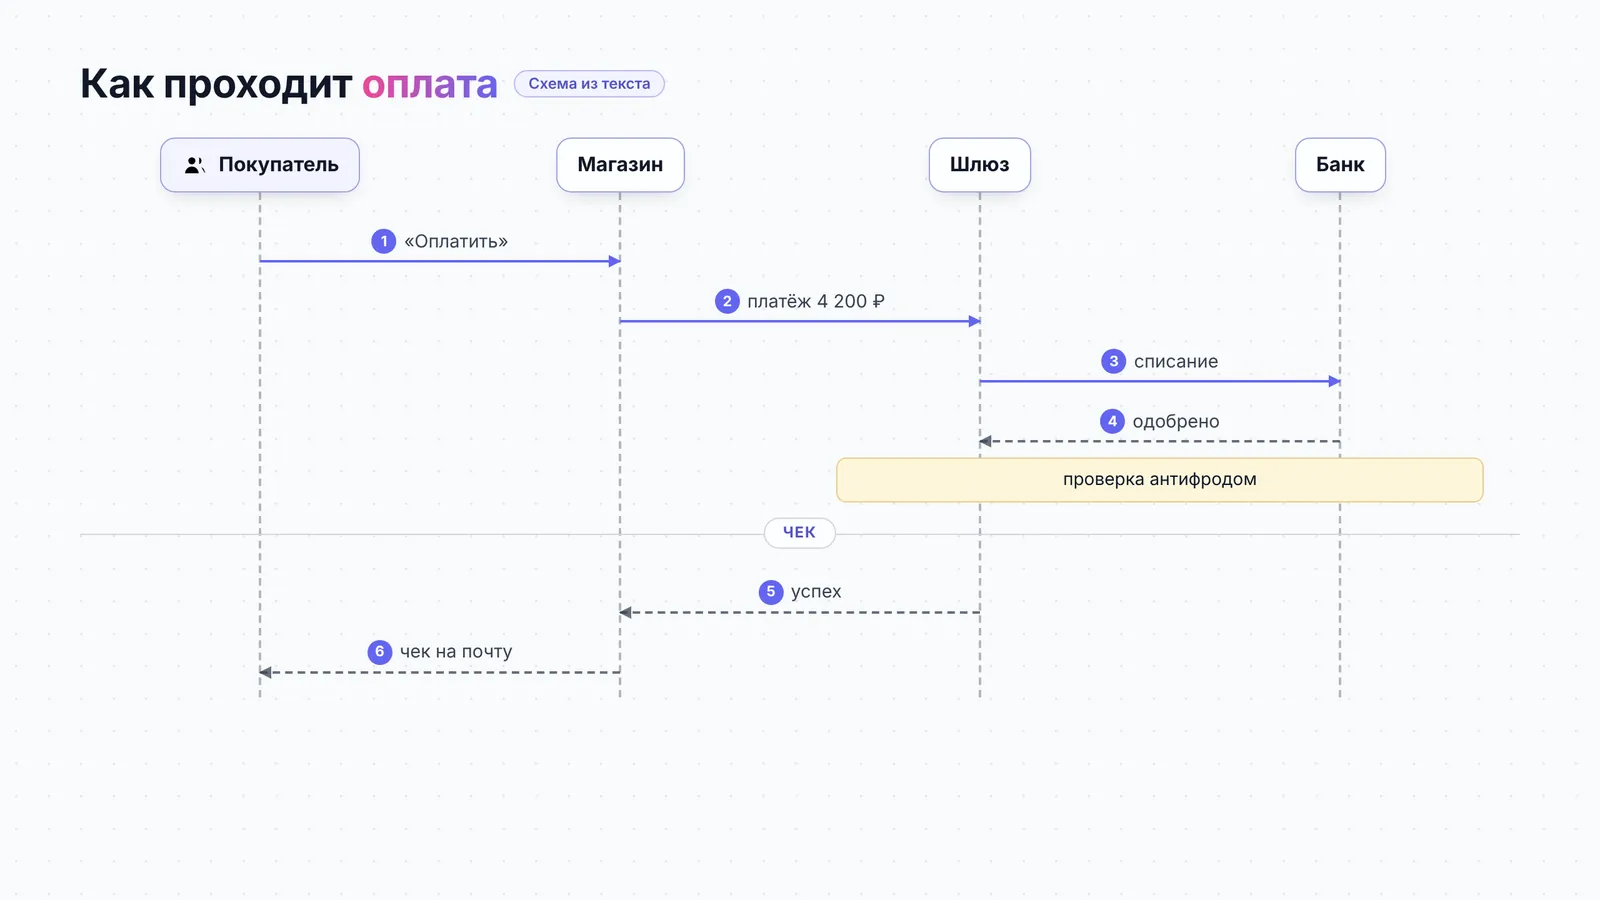 Как проходит оплата
Схема из текста
Покупатель
Магазин
Шлюз
Банк
1 «Оплатить»
2 платёж 4 200 ₽
3 списание
4 одобрено
проверка антифродом
ЧЕК
5 успех
6 чек на почту